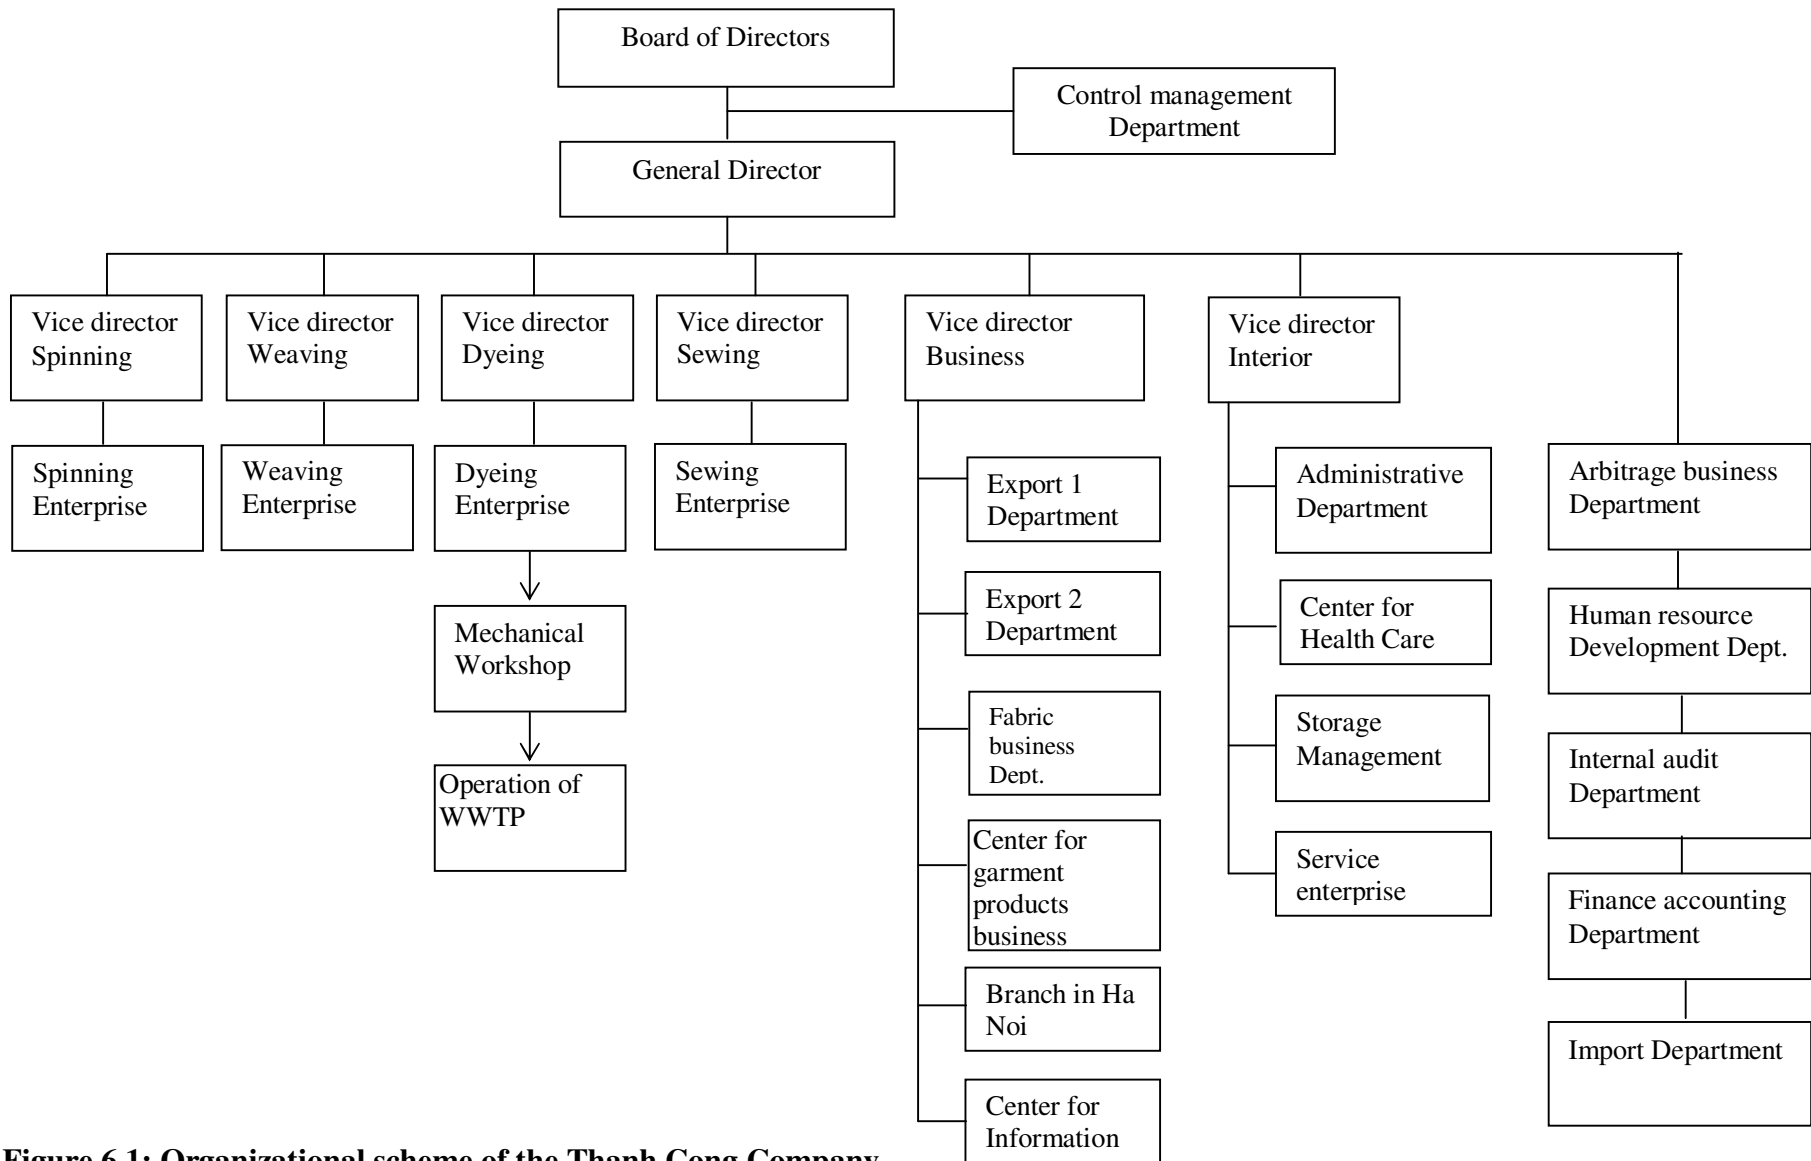 Board of Directors
Control management
Department
General Director
Vice director
Spinning
Vice director
Weaving
Vice director
Dyeing
Vice director
Sewing
Vice director
Business
Vice director
Interior
Spinning
Enterprise
Weaving
Enterprise
Dyeing
Enterprise
Sewing
Enterprise
Mechanical
Workshop
Operation of
WWTP
Export 1
Department
Export 2
Department
Fabric
business
Dept.
Center for
garment
products
business
Branch in Ha
Noi
Center for
Information
Administrative
Department
Center for
Health Care
Storage
Management
Service
enterprise
Arbitrage business
Department
Human resource
Development Dept.
Internal audit
Department
Finance accounting
Department
Import Department
Figure 6.1: Organizational scheme of the Thanh Cong Company